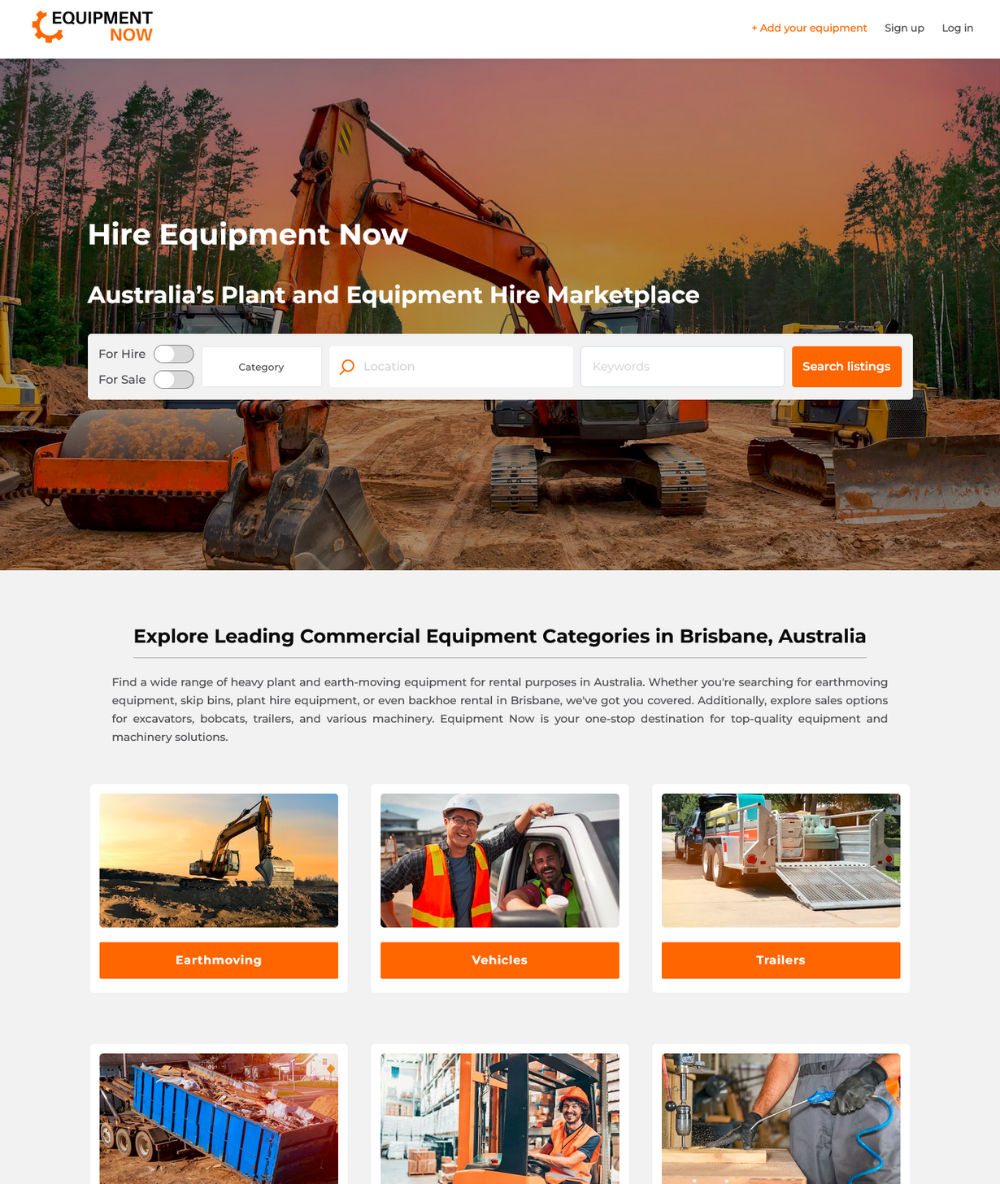 EQUIPMENT
NOW
+ Add your equipment
Sign up
Log in
Hire Equipment Now
Australia’s Plant and Equipment Hire Marketplace
For Hire
For Sale
Category
Location
Keywords
Search listings
Explore Leading Commercial Equipment Categories in Brisbane, Australia
Find a wide range of heavy plant and earth-moving equipment for rental purposes in Australia. Whether you're searching for earthmoving
equipment, skip bins, plant hire equipment, or even backhoe rental in Brisbane, we've got you covered. Additionally, explore sales options
for excavators, bobcats, trailers, and various machinery. Equipment Now is your one-stop destination for top-quality equipment and
machinery solutions.
Earthmoving
Vehicles
Trailers